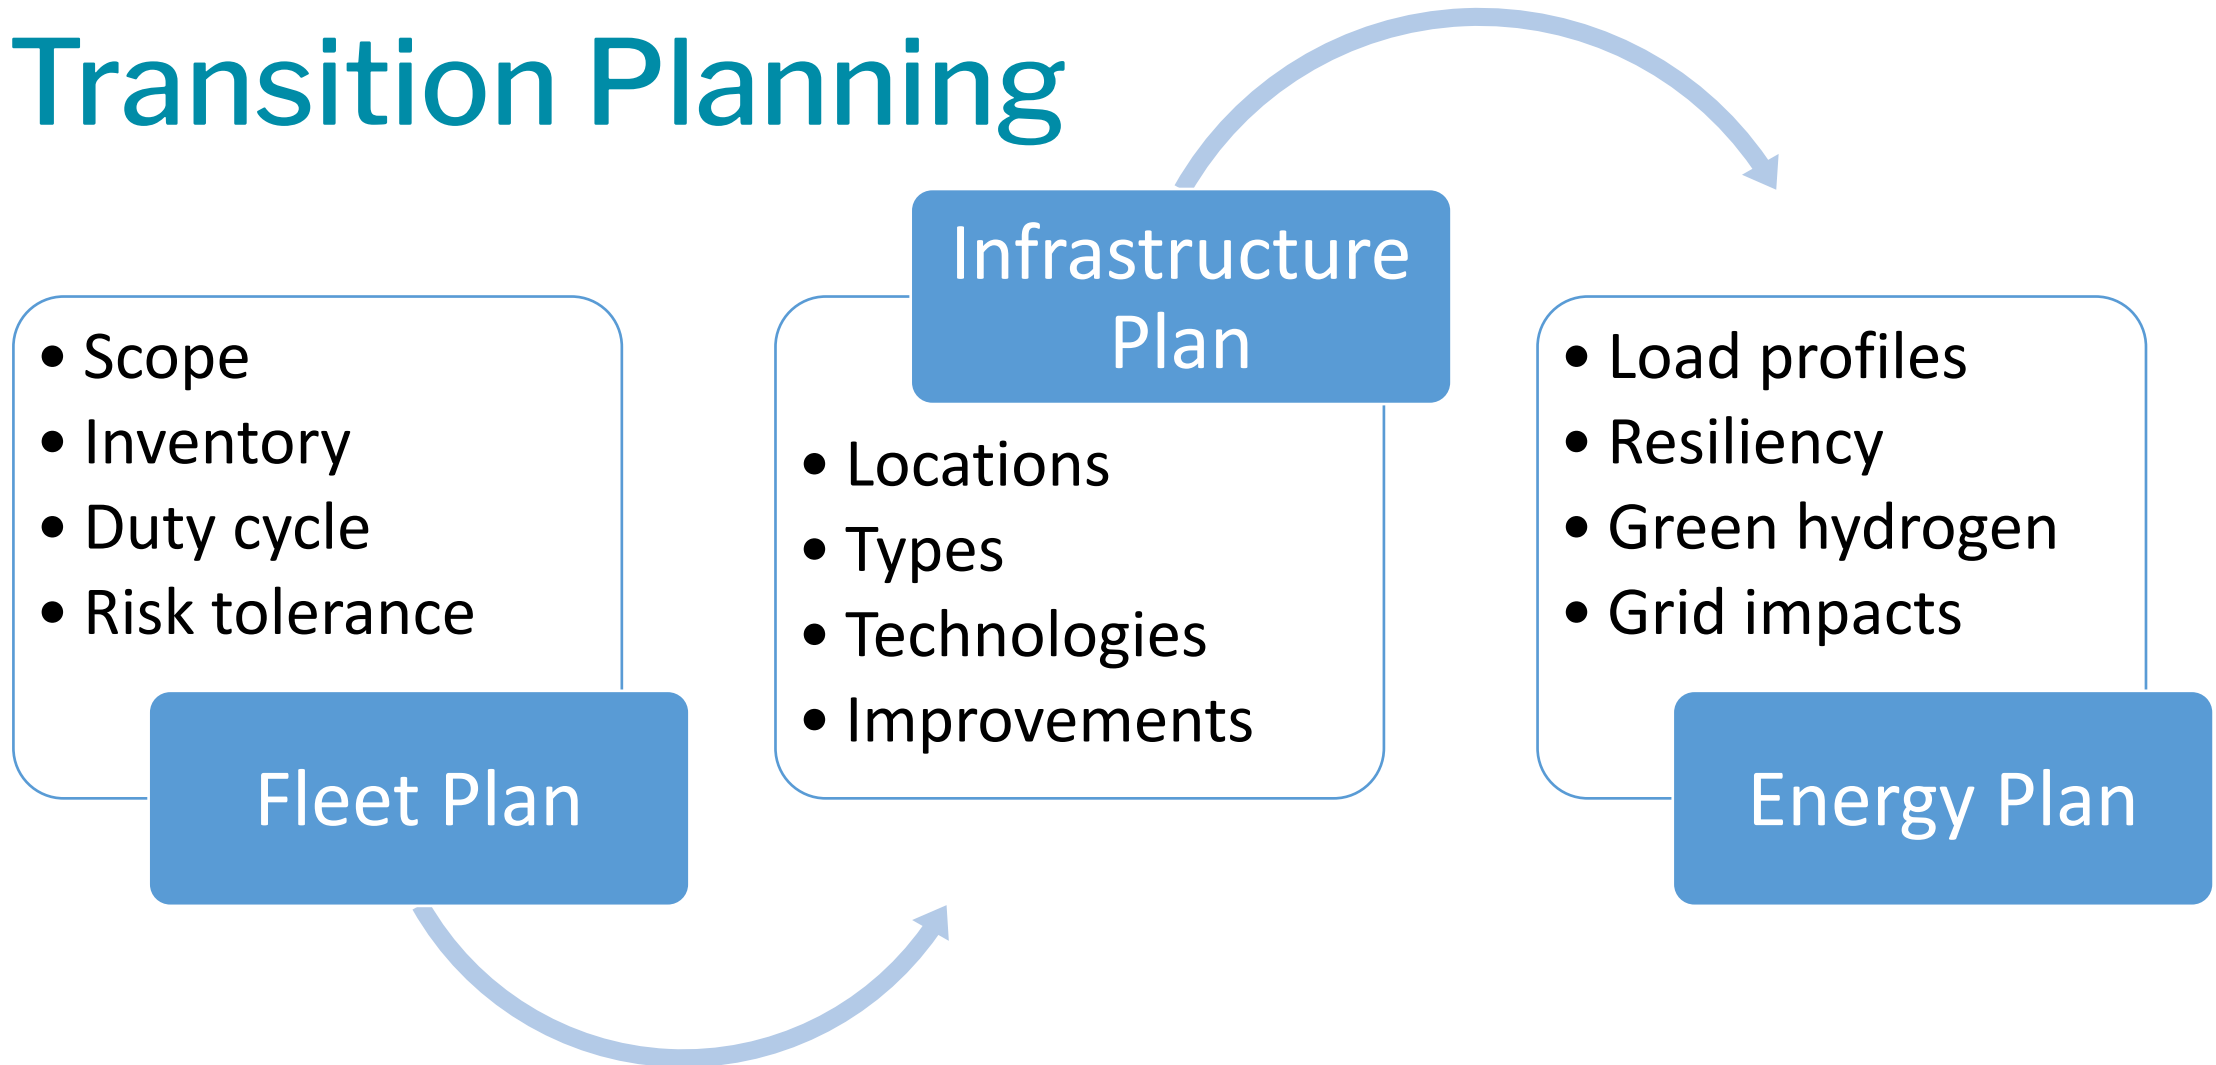 Transition Planning
• Scope
• Inventory
• Duty cycle
• Risk tolerance
Fleet Plan
Infrastructure
Plan
• Locations
• Types
• Technologies
• Improvements
• Load profiles
• Resiliency
• Green hydrogen
• Grid impacts
Energy Plan